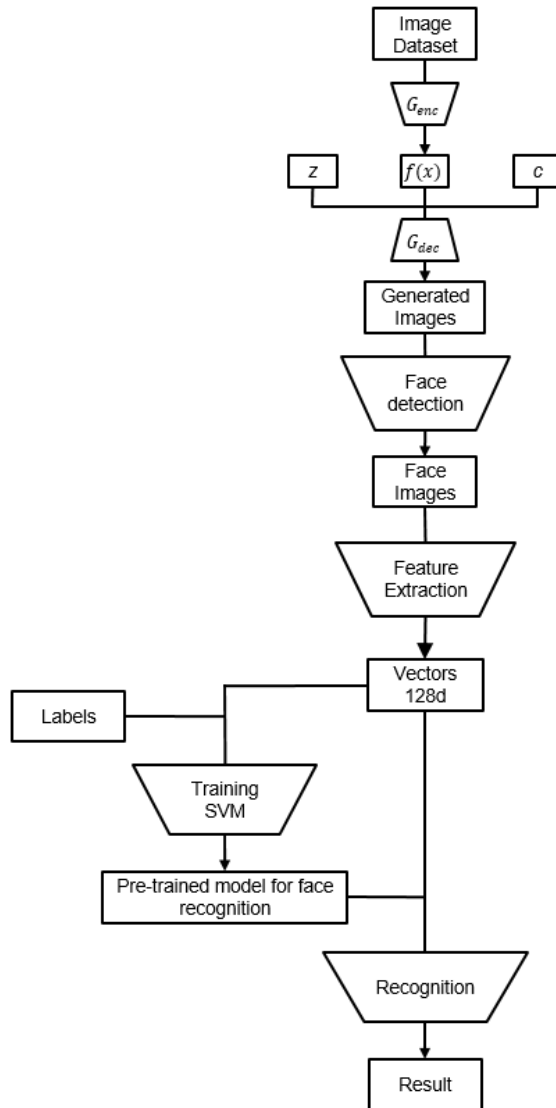 Image
Dataset
G_enc
z
f(x)
c
G_dec
Generated
Images
Face
detection
Face
Images
Feature
Extraction
Vectors
128d
Labels
Training
SVM
Pre-trained model for face
recognition
Recognition
Result